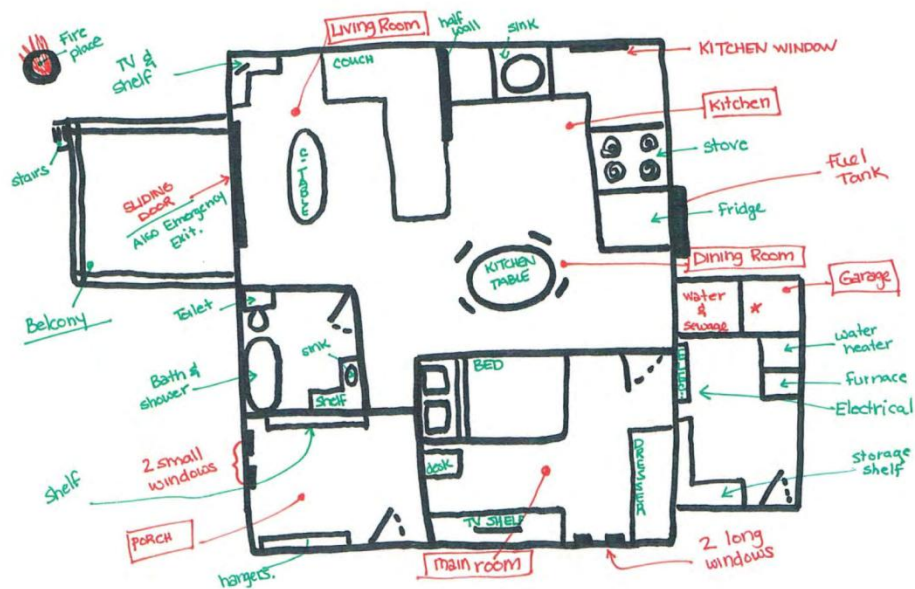 Fire
place
TV &
shelf
Living Room
COUCH
half
wall
sink
KITCHEN WINDOW
Kitchen
stove
Fuel
Tank
Fridge
stairs
SLIDING
DOOR
Also Emergency
Exit.
C-TABLE
KITCHEN
TABLE
Dining Room
Garage
water
&
sewage
*
Belcony
Toilet
sink
Bath &
shower
shelf
BED
water
heater
furnace
Electrical
storage
shelf
2 small
windows
shelf
desk
DRESSER
TV SHELF
PORCH
hangers.
main room
2 long
windows